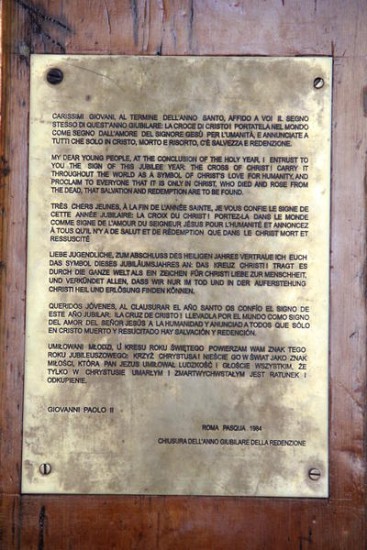 CARISSIMI GIOVANI, AL TERMINE DELL'ANNO SANTO, AFFIDO A VOI IL SEGNO
STESSO DI QUEST'ANNO GIUBILARE: LA CROCE DI CRISTO! PORTATELA NEL MONDO
COME SEGNO DALL'AMORE DEL SIGNORE GESÙ PER L'UMANITÀ, E ANNUNCIATE A
TUTTI CHE SOLO IN CRISTO, MORTO E RISORTO, C'È SALVEZZA E REDENZIONE.
MY DEAR YOUNG PEOPLE, AT THE CONCLUSION OF THE HOLY YEAR, I ENTRUST TO
YOU THE SIGN OF THIS JUBILEE YEAR: THE CROSS OF CHRIST! CARRY IT
THROUGHOUT THE WORLD AS A SYMBOL OF CHRIST'S LOVE FOR HUMANITY, AND
PROCLAIM TO EVERYONE THAT IT IS ONLY IN CHRIST, WHO DIED AND ROSE FROM
THE DEAD, THAT SALVATION AND REDEMPTION ARE TO BE FOUND.
TRÈS CHERS JEUNES, À LA FIN DE L'ANNÉE SAINTE, JE VOUS CONFIE LE SIGNE DE
CETTE ANNÉE JUBILAIRE: LA CROIX DU CHRIST! PORTEZ-LA DANS LE MONDE
COMME SIGNE DE L'AMOUR DU SEIGNEUR JÉSUS POUR L'HUMANITÉ ET ANNONCEZ
À TOUS QU'IL N'Y A DE SALUT ET DE RÉDEMPTION QUE DANS LE CHRIST MORT ET
RESSUSCITÉ
LIEBE JUGENDLICHE, ZUM ABSCHLUSS DES HEILIGEN JAHRES VERTRAUE ICH EUCH
DAS SYMBOL DIESES JUBILÄUMSJAHRES AN: DAS KREUZ CHRISTI! TRAGT ES
DURCH DIE GANZE WELT ALS EIN ZEICHEN FÜR CHRISTI LIEBE ZUR MENSCHHEIT,
UND VERKÜNDET ALLEN, DASS WIR NUR IM TOD UND IN DER AUFERSTEHUNG
CHRISTI HEIL UND ERLÖSUNG FINDEN KÖNNEN.
QUERIDOS JÓVENES, AL CLAUSURAR EL AÑO SANTO OS CONFÍO EL SIGNO DE
ESTE AÑO JUBILAR: ¡LA CRUZ DE CRISTO! LLEVADLA POR EL MUNDO COMO SIGNO
DEL AMOR DEL SEÑOR JESÚS A LA HUMANIDAD Y ANUNCIAD A TODOS QUE SÓLO
EN CRISTO MUERTO Y RESUCITADO HAY SALVACIÓN Y REDENCIÓN.
UMIŁOWANI MŁODZI, U KRESU ROKU ŚWIĘTEGO POWIERZAM WAM ZNAK TEGO
ROKU JUBILEUSZOWEGO: KRZYŻ CHRYSTUSA! NIEŚCIE GO W ŚWIAT JAKO ZNAK
MIŁOŚCI, KTÓRĄ PAN JEZUS UMIŁOWAŁ LUDZKOŚĆ I GŁOŚCIE WSZYSTKIM, ŻE
TYLKO W CHRYSTUSIE UMARŁYM I ZMARTWYCHWSTAŁYM JEST RATUNEK I
ODKUPIENIE.
GIOVANNI PAOLO II
ROMA PASQUA 1984
CHIUSURA DELL'ANNO GIUBILARE DELLA REDENZIONE